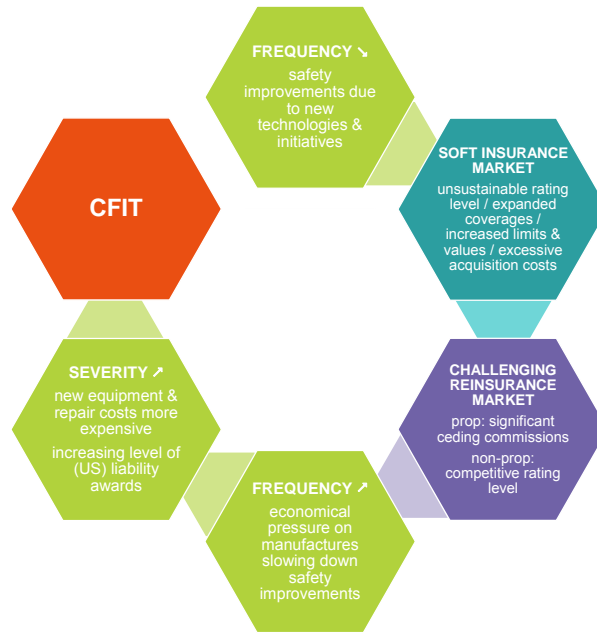 FREQUENCY ↘
safety
improvements due
to new
technologies &
initiatives
SOFT INSURANCE
MARKET
unsustainable rating
level / expanded
coverages /
increased limits &
values / excessive
acquisition costs
CHALLENGING
REINSURANCE
MARKET
prop: significant
ceding commissions
non-prop:
competitive rating
level
FREQUENCY ↗
economical
pressure on
manufactures
slowing down
safety
improvements
SEVERITY ↗
new equipment &
repair costs more
expensive
increasing level of
(US) liability
awards
CFIT